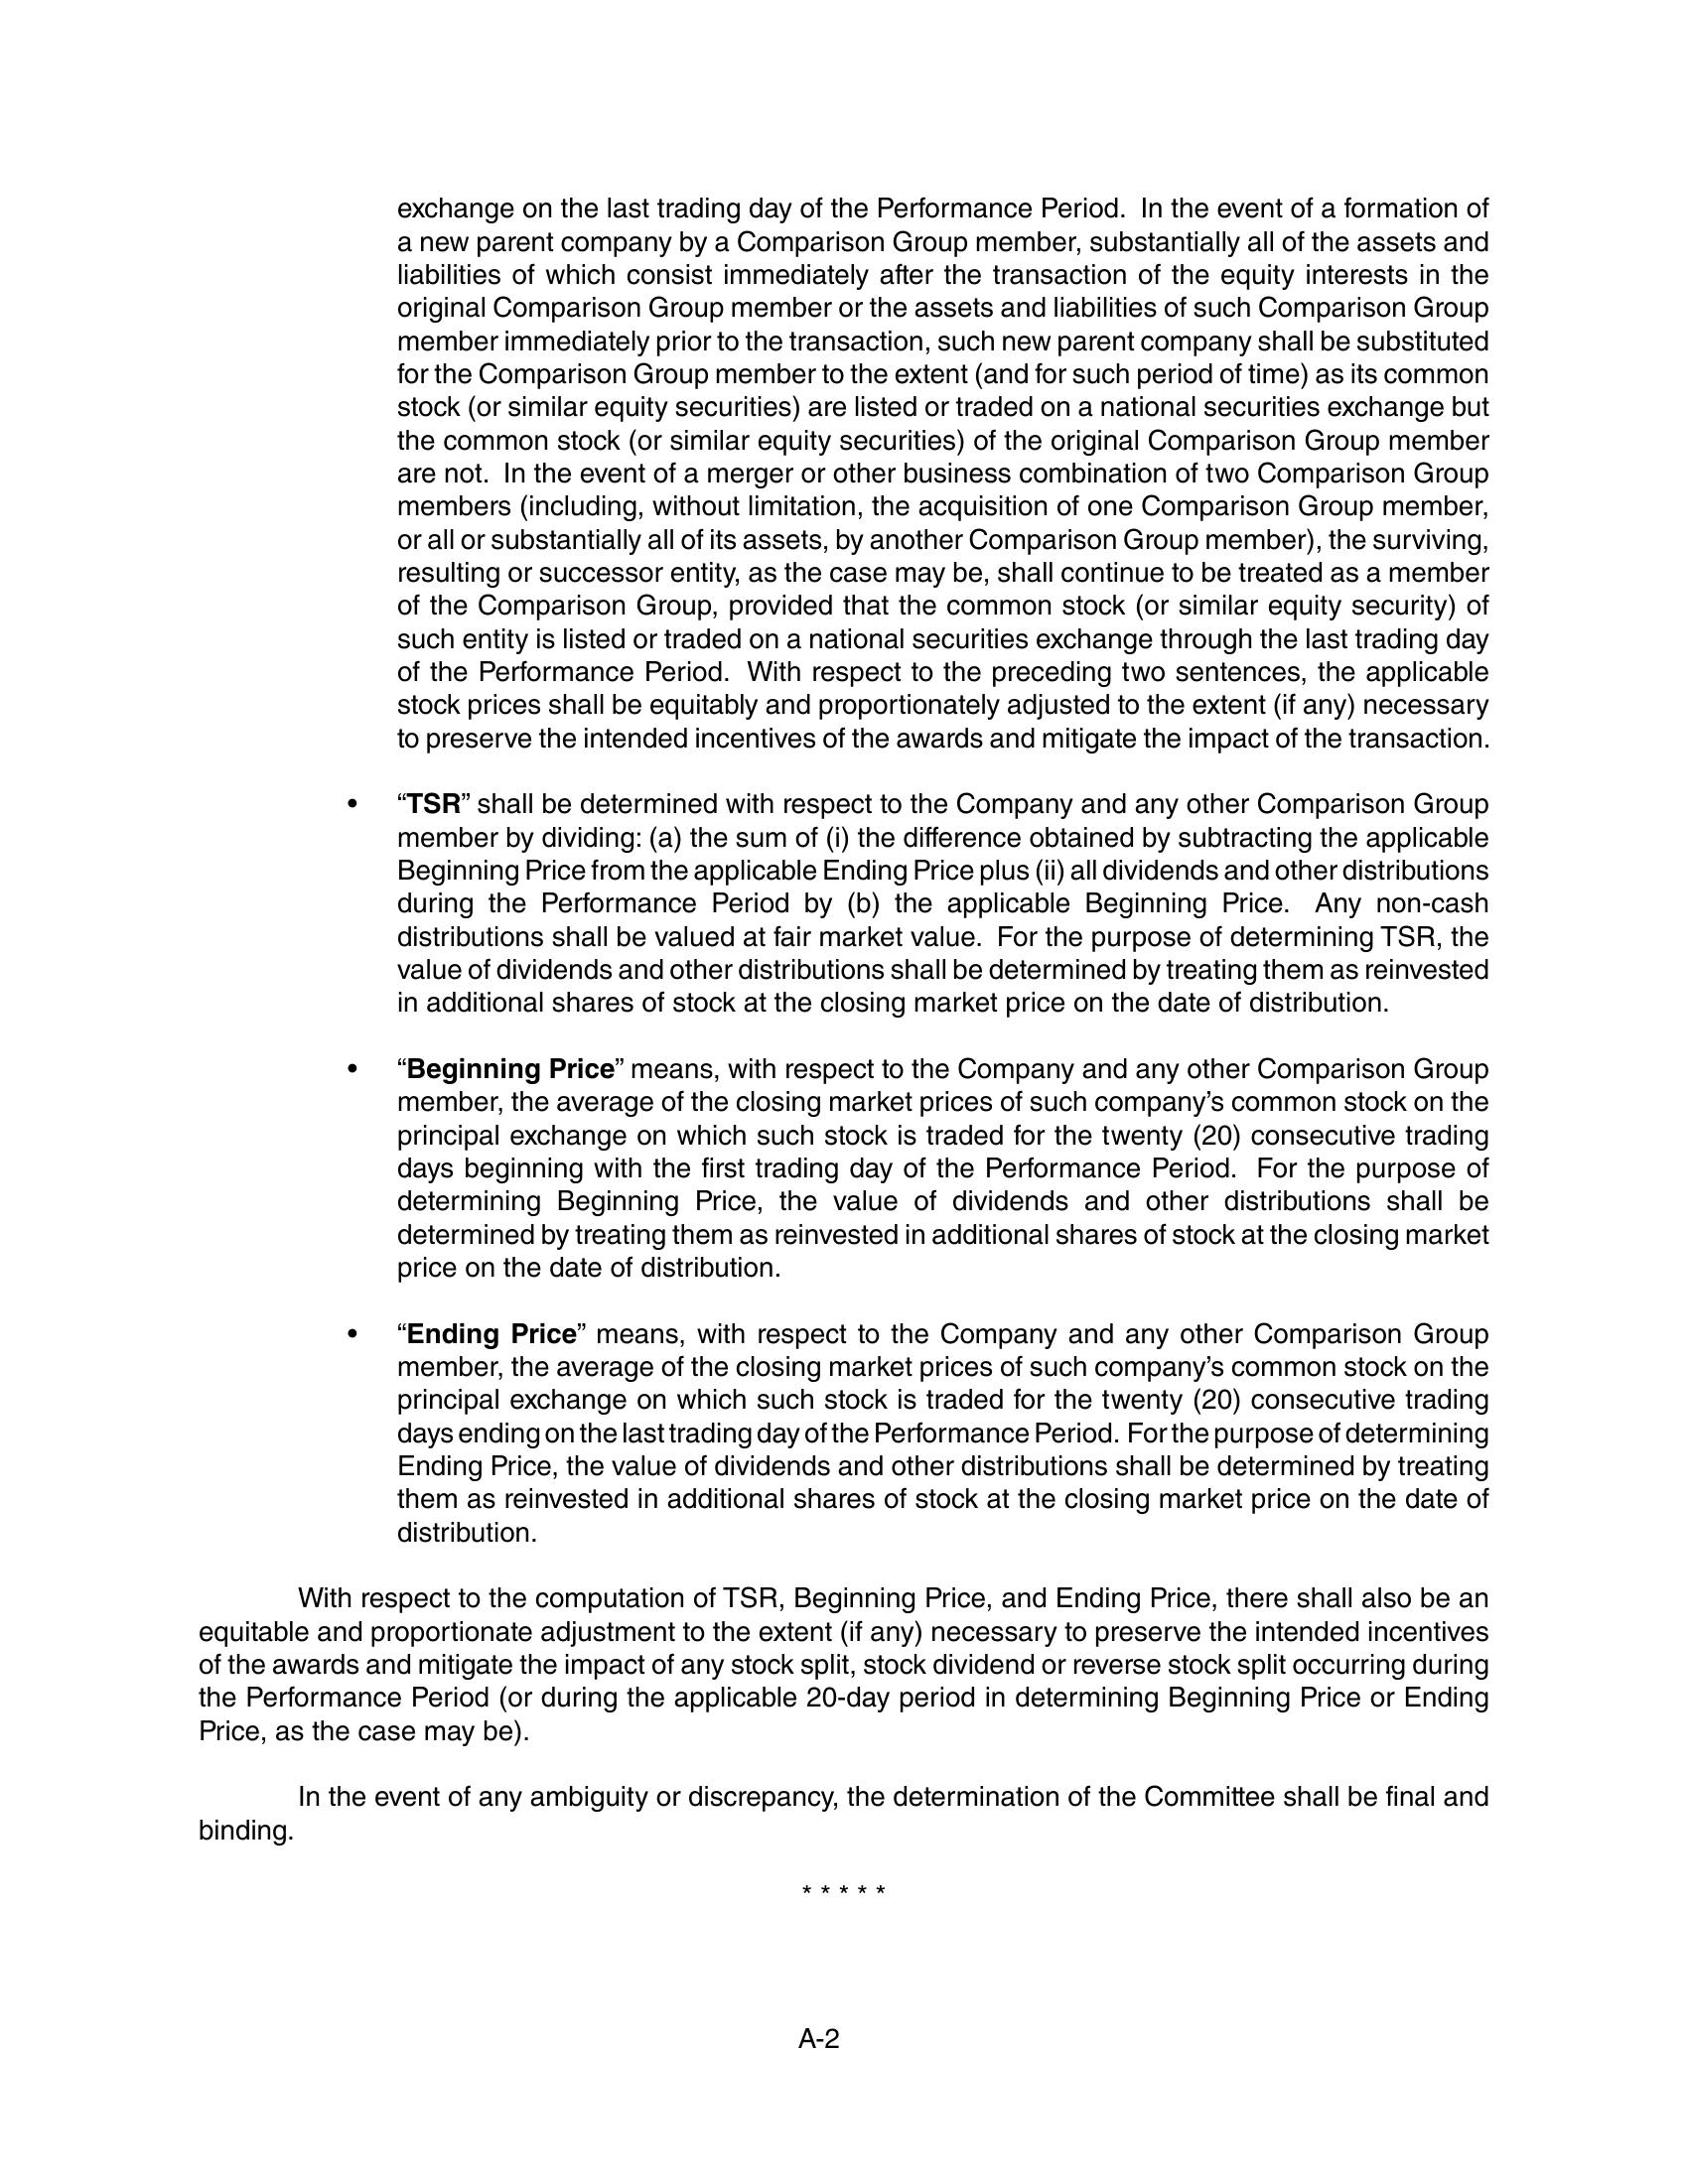 exchange on the last trading day of the Performance Period.  In the event of a formation of
a new parent company by a Comparison Group member, substantially all of the assets and
liabilities of which consist immediately after the transaction of the equity interests in the
original Comparison Group member or the assets and liabilities of such Comparison Group
member immediately prior to the transaction, such new parent company shall be substituted
for the Comparison Group member to the extent (and for such period of time) as its common
stock (or similar equity securities) are listed or traded on a national securities exchange but
the common stock (or similar equity securities) of the original Comparison Group member
are not.  In the event of a merger or other business combination of two Comparison Group
members (including, without limitation, the acquisition of one Comparison Group member,
or all or substantially all of its assets, by another Comparison Group member), the surviving,
resulting or successor entity, as the case may be, shall continue to be treated as a member
of the Comparison Group, provided that the common stock (or similar equity security) of
such entity is listed or traded on a national securities exchange through the last trading day
of the Performance Period.  With respect to the preceding two sentences, the applicable
stock prices shall be equitably and proportionately adjusted to the extent (if any) necessary
to preserve the intended incentives of the awards and mitigate the impact of the transaction.
• “TSR” shall be determined with respect to the Company and any other Comparison Group
member by dividing: (a) the sum of (i) the difference obtained by subtracting the applicable
Beginning Price from the applicable Ending Price plus (ii) all dividends and other distributions
during the Performance Period by (b) the applicable Beginning Price.  Any non-cash
distributions shall be valued at fair market value.  For the purpose of determining TSR, the
value of dividends and other distributions shall be determined by treating them as reinvested
in additional shares of stock at the closing market price on the date of distribution.
• “Beginning Price” means, with respect to the Company and any other Comparison Group
member, the average of the closing market prices of such company’s common stock on the
principal exchange on which such stock is traded for the twenty (20) consecutive trading
days beginning with the first trading day of the Performance Period.  For the purpose of
determining Beginning Price, the value of dividends and other distributions shall be
determined by treating them as reinvested in additional shares of stock at the closing market
price on the date of distribution.
• “Ending Price” means, with respect to the Company and any other Comparison Group
member, the average of the closing market prices of such company’s common stock on the
principal exchange on which such stock is traded for the twenty (20) consecutive trading
days ending on the last trading day of the Performance Period.  For the purpose of determining
Ending Price, the value of dividends and other distributions shall be determined by treating
them as reinvested in additional shares of stock at the closing market price on the date of
distribution.
With respect to the computation of TSR, Beginning Price, and Ending Price, there shall also be an
equitable and proportionate adjustment to the extent (if any) necessary to preserve the intended incentives
of the awards and mitigate the impact of any stock split, stock dividend or reverse stock split occurring during
the Performance Period (or during the applicable 20-day period in determining Beginning Price or Ending
Price, as the case may be).
In the event of any ambiguity or discrepancy, the determination of the Committee shall be final and
binding.
* * * * *
A-2